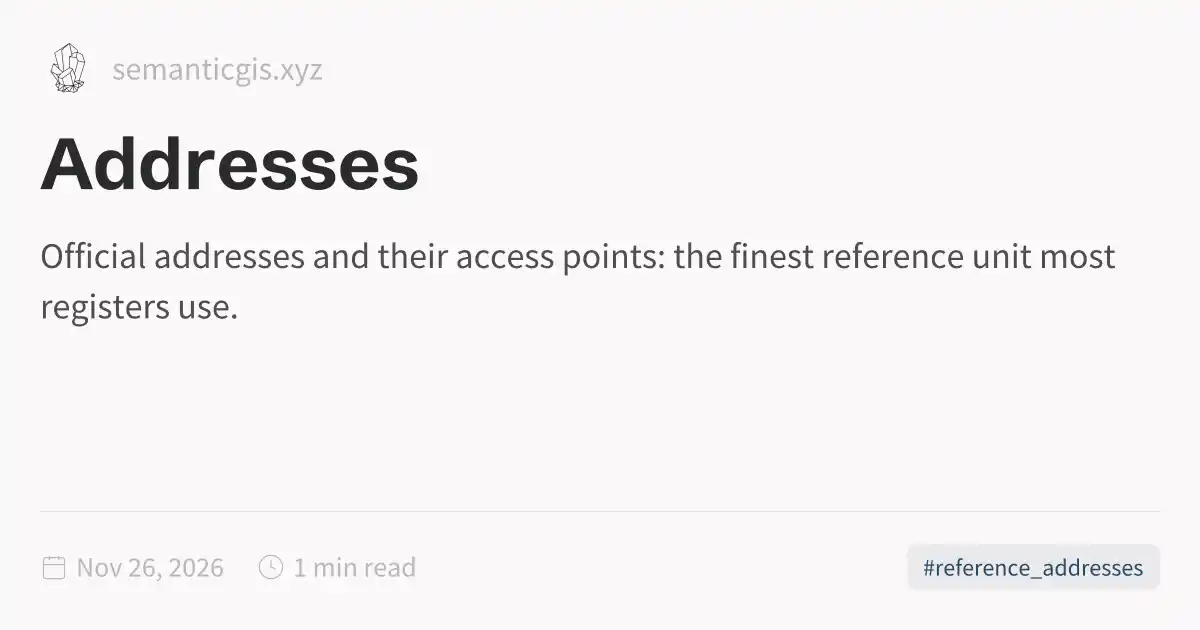 semanticgis.xyz
Addresses
Official addresses and their access points: the finest reference unit most
registers use.
Nov 26, 2026
1 min read
#reference_addresses